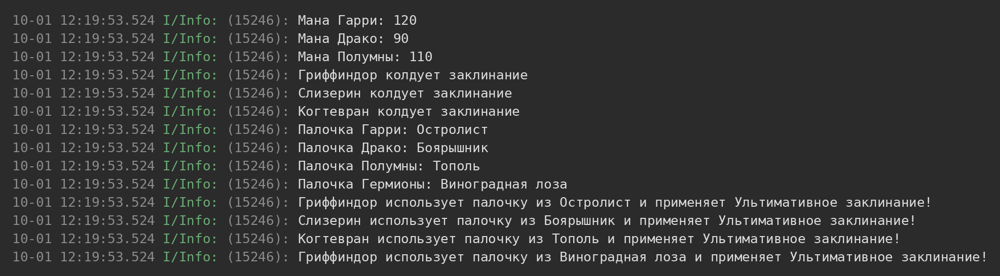 10-01 12:19:53.524 I/Info: (15246): Мана Гарри: 120
10-01 12:19:53.524 I/Info: (15246): Мана Драко: 90
10-01 12:19:53.524 I/Info: (15246): Мана Полумны: 110
10-01 12:19:53.524 I/Info: (15246): Гриффиндор колдует заклинание
10-01 12:19:53.524 I/Info: (15246): Слизерин колдует заклинание
10-01 12:19:53.524 I/Info: (15246): Когтевран колдует заклинание
10-01 12:19:53.524 I/Info: (15246): Палочка Гарри: Остролист
10-01 12:19:53.524 I/Info: (15246): Палочка Драко: Боярышник
10-01 12:19:53.524 I/Info: (15246): Палочка Полумны: Тополь
10-01 12:19:53.524 I/Info: (15246): Палочка Гермионы: Виноградная лоза
10-01 12:19:53.524 I/Info: (15246): Гриффиндор использует палочку из Остролист и применяет Ультимативное заклинание!
10-01 12:19:53.524 I/Info: (15246): Слизерин использует палочку из Боярышник и применяет Ультимативное заклинание!
10-01 12:19:53.524 I/Info: (15246): Когтевран использует палочку из Тополь и применяет Ультимативное заклинание!
10-01 12:19:53.524 I/Info: (15246): Гриффиндор использует палочку из Виноградная лоза и применяет Ультимативное заклинание!